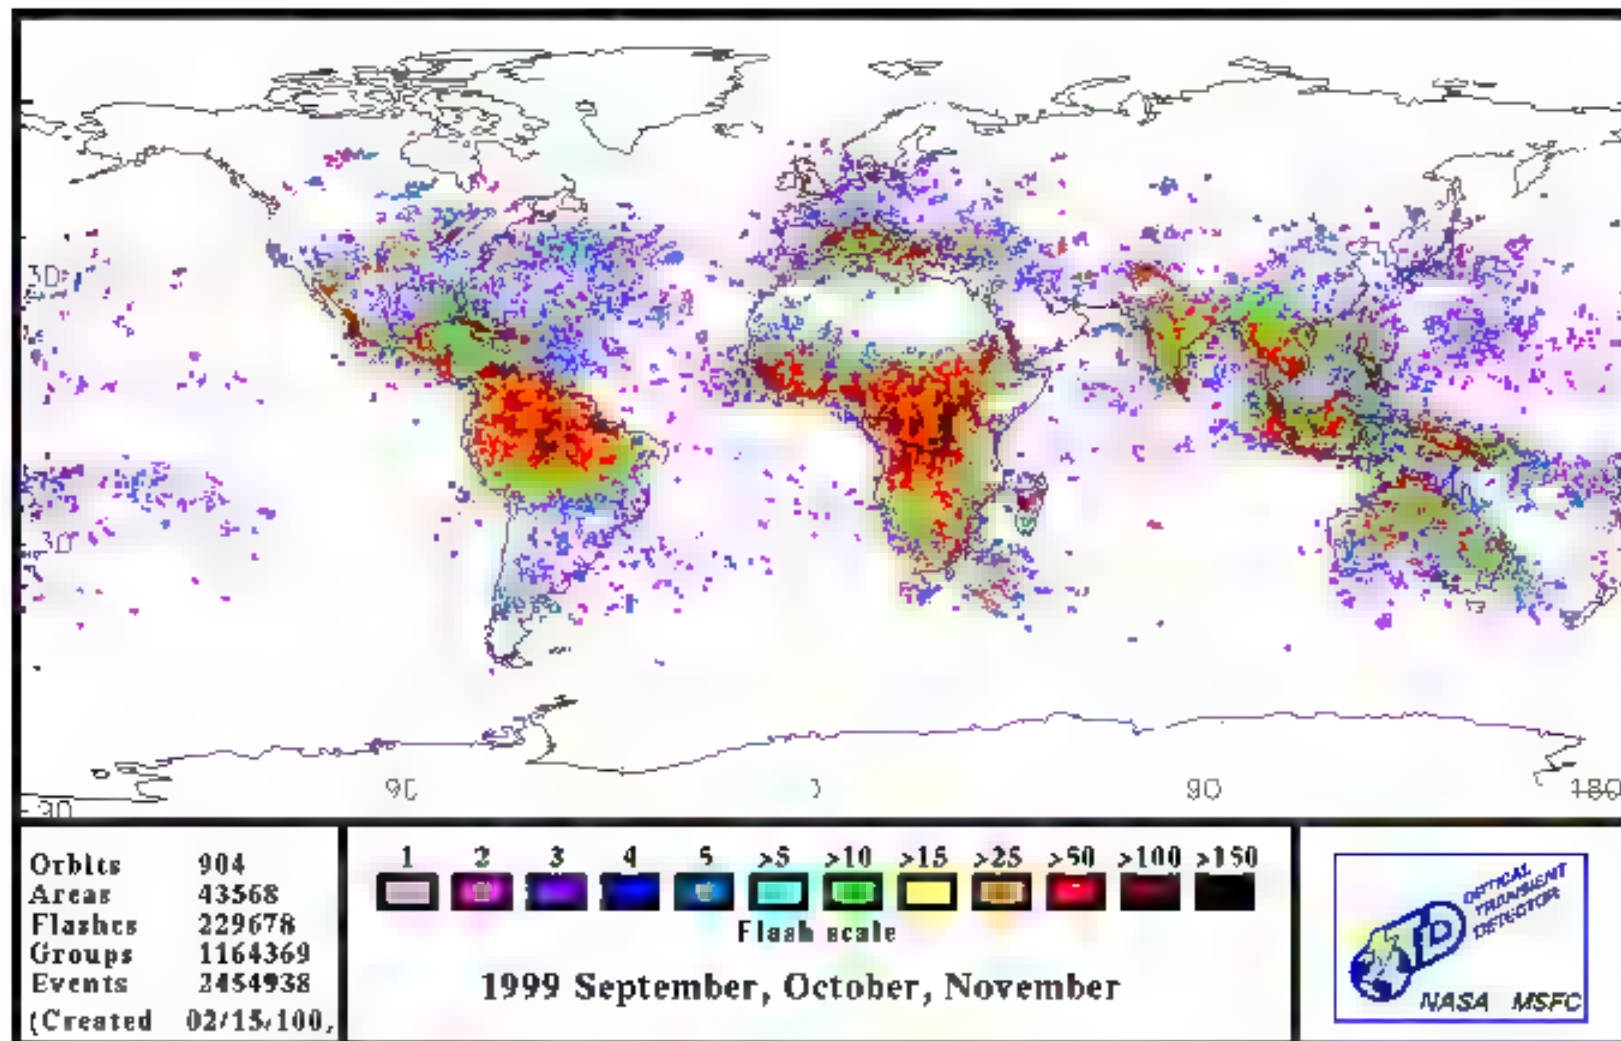 30
-30
-90
90
0
90
180
Orbits 904
Areas 43568
Flashes 229678
Groups 1164369
Events 2454938
(Created 02/15/100,
1 2 3 4 5 >5 >10 >15 >25 >50 >100 >150
Flash scale
1999 September, October, November
OPTICAL
TRANSIENT
DETECTOR
NASA MSFC